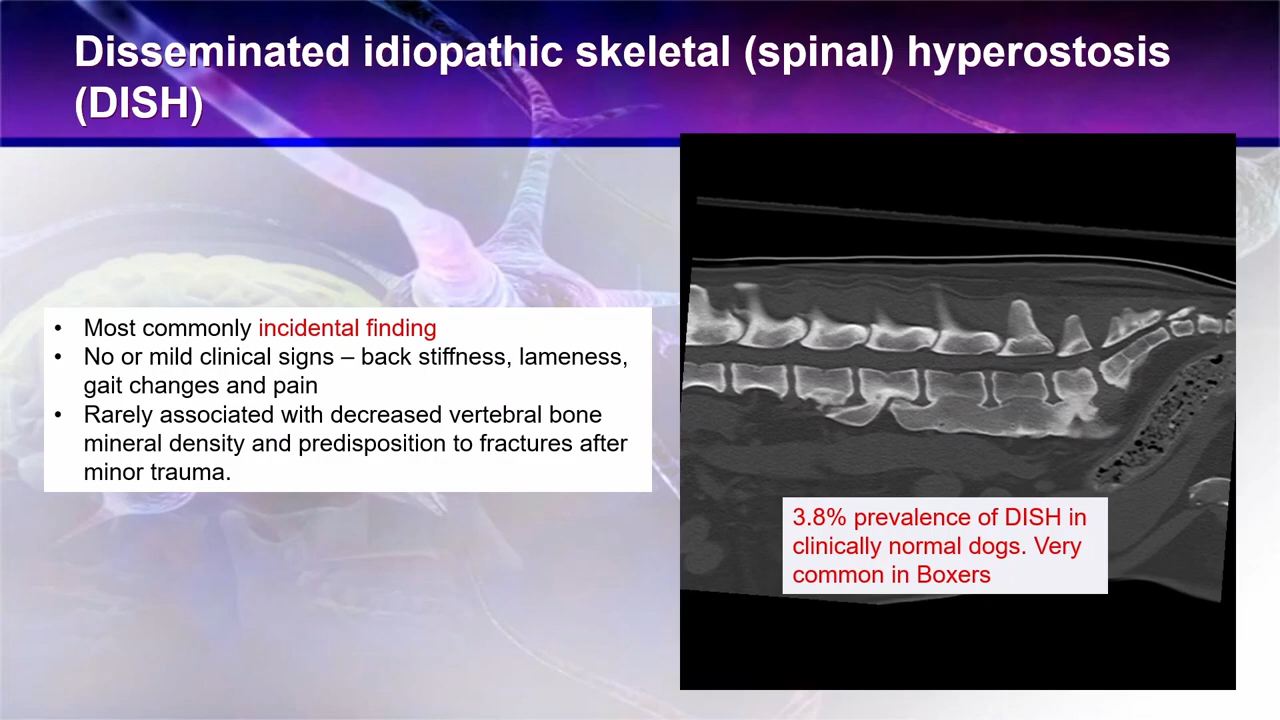 Disseminated idiopathic skeletal (spinal) hyperostosis
(DISH)
• Most commonly incidental finding
• No or mild clinical signs – back stiffness, lameness,
gait changes and pain
• Rarely associated with decreased vertebral bone
mineral density and predisposition to fractures after
minor trauma.
3.8% prevalence of DISH in
clinically normal dogs. Very
common in Boxers